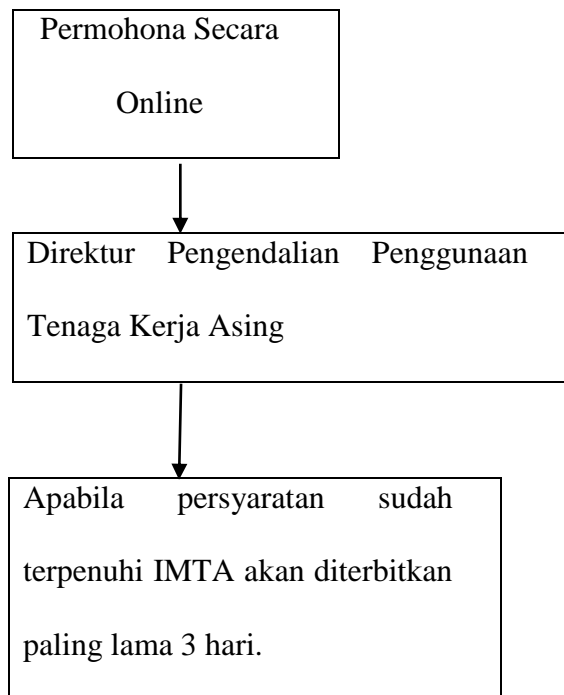 Permohona Secara
Online
Direktur Pengendalian Penggunaan
Tenaga Kerja Asing
Apabila persyaratan sudah
terpenuhi IMTA akan diterbitkan
paling lama 3 hari.